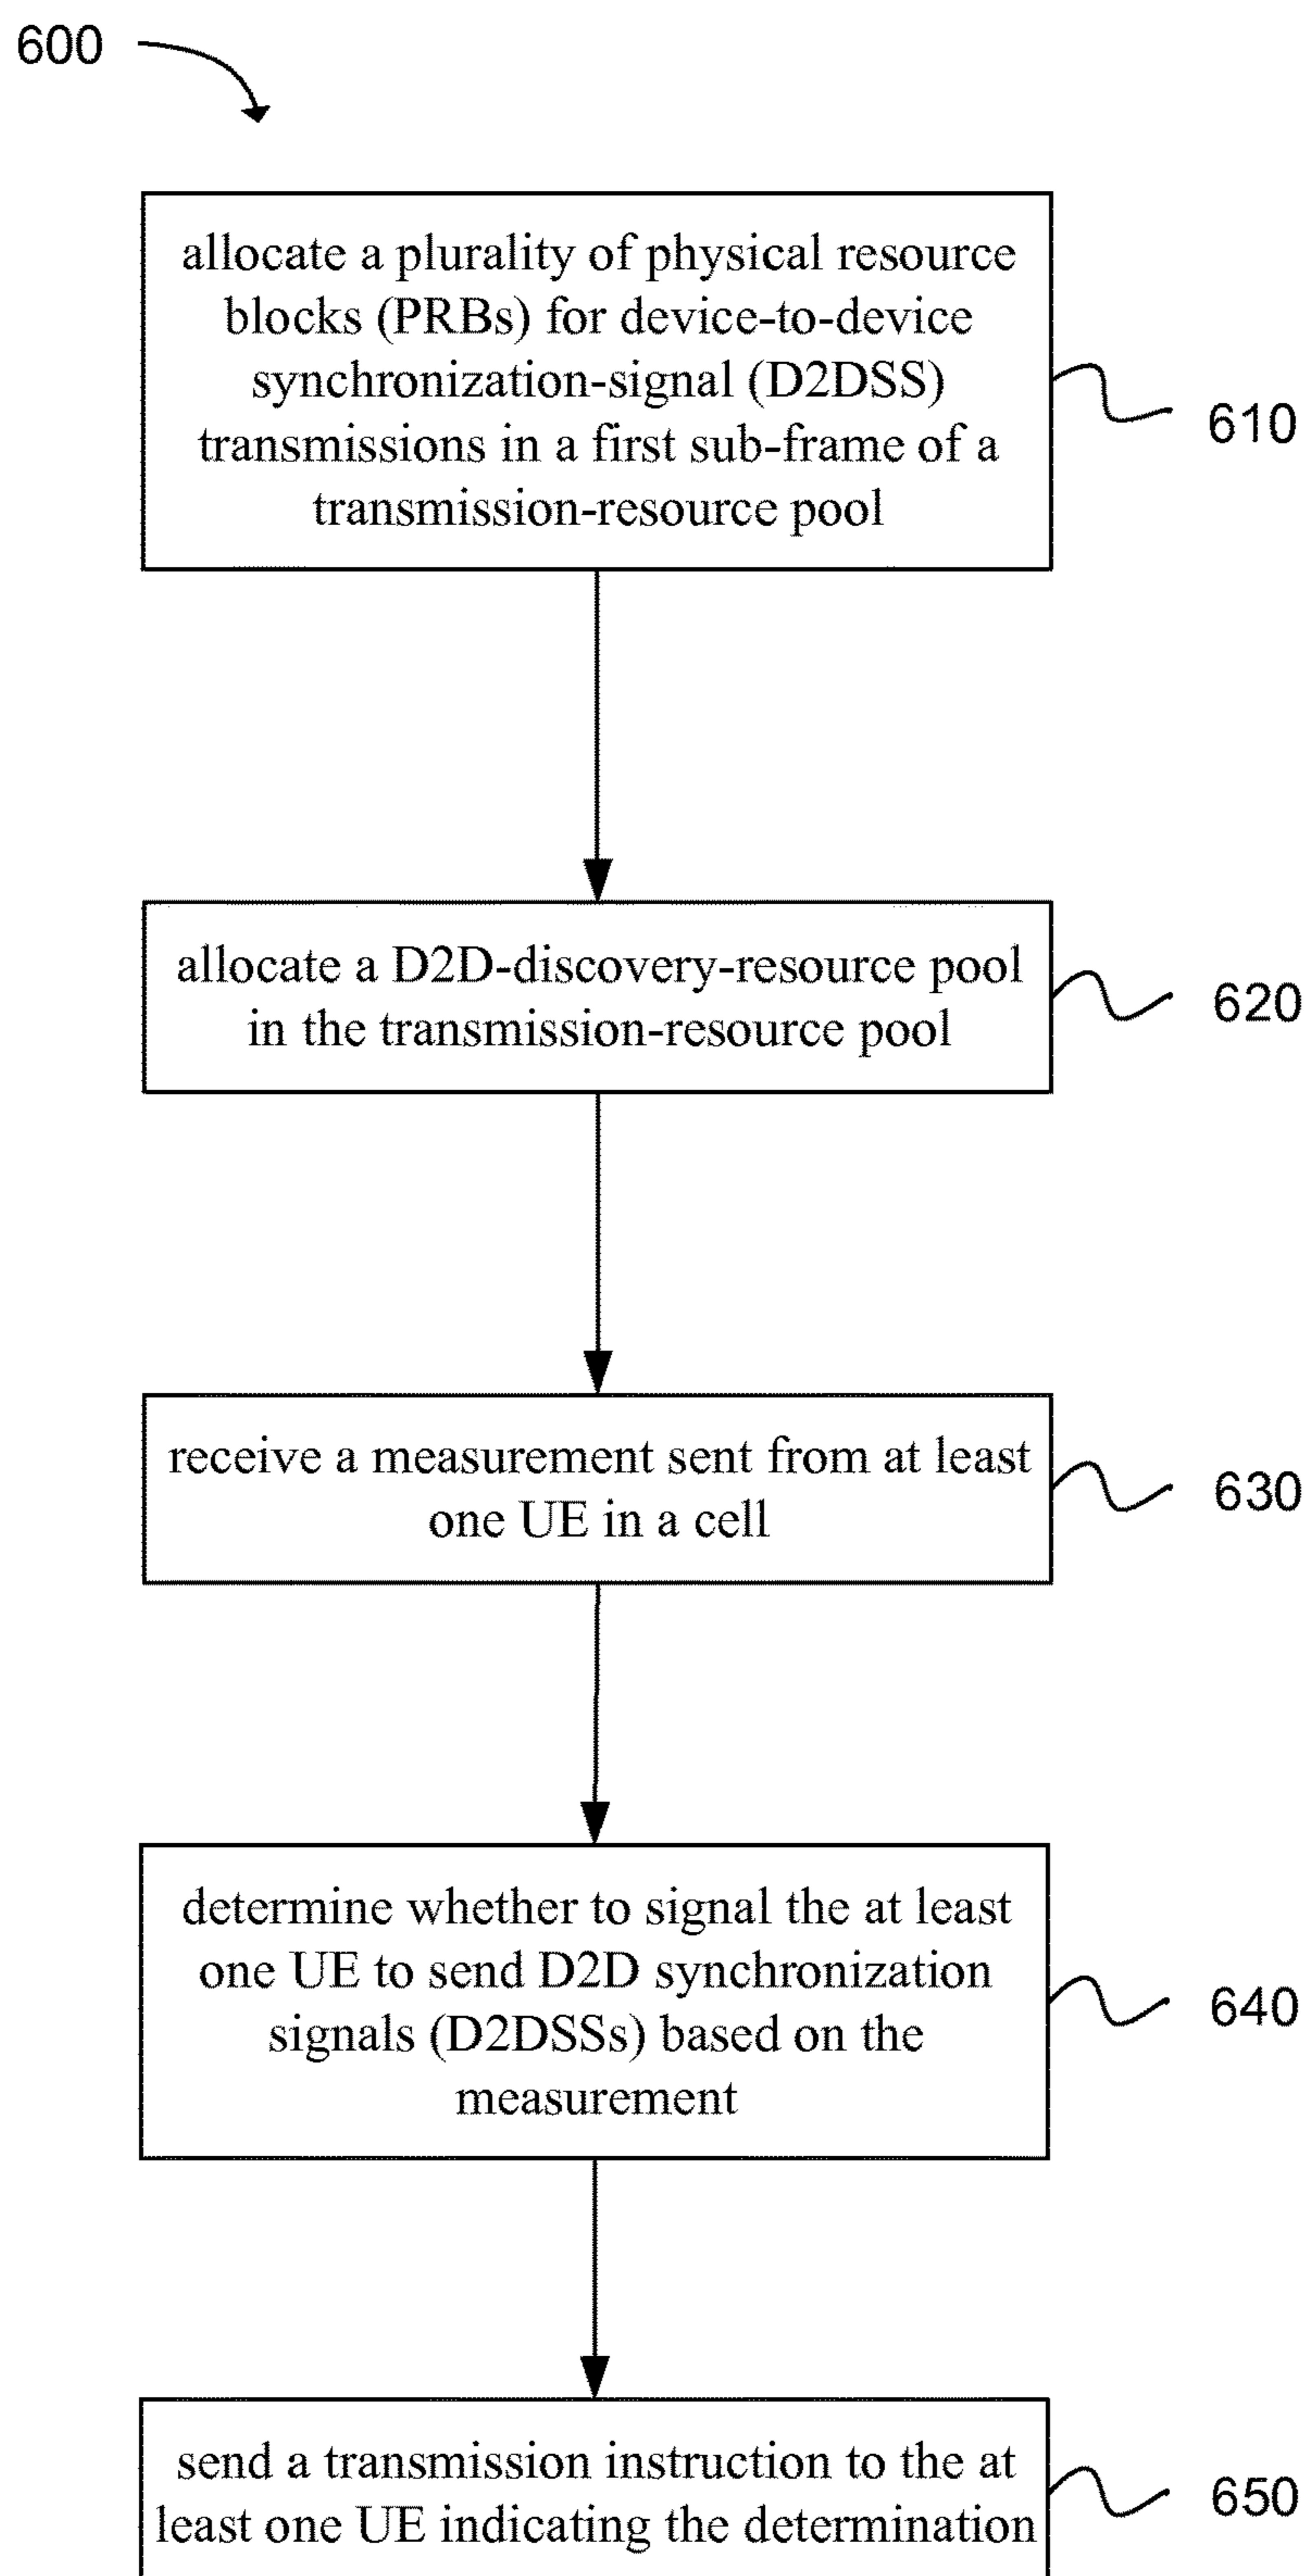 600
allocate a plurality of physical resource
blocks (PRBs) for device-to-device
synchronization-signal (D2DSS)
transmissions in a first sub-frame of a
transmission-resource pool
610
allocate a D2D-discovery-resource pool
in the transmission-resource pool
620
receive a measurement sent from at least
one UE in a cell
630
determine whether to signal the at least
one UE to send D2D synchronization
signals (D2DSSs) based on the
measurement
640
send a transmission instruction to the at
least one UE indicating the determination
650